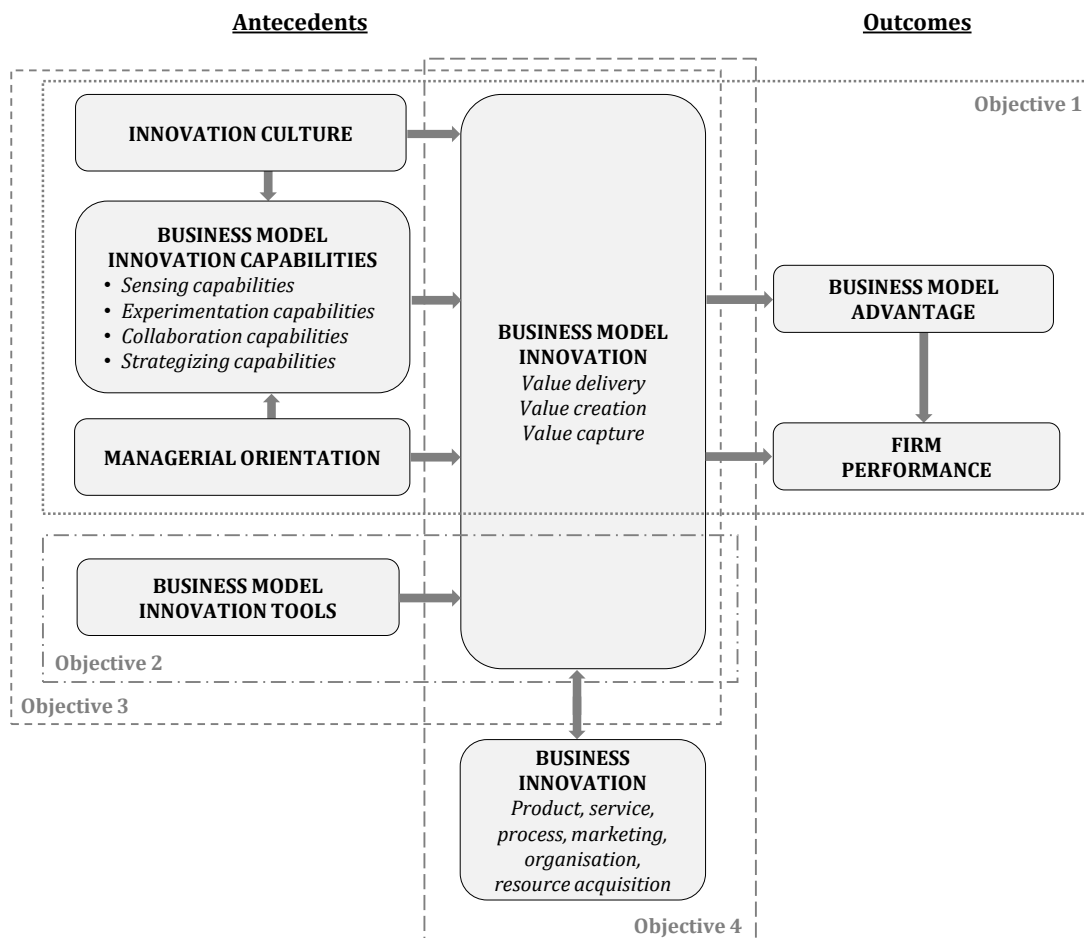 Antecedents
Outcomes
Objective 1
INNOVATION CULTURE
BUSINESS MODEL
INNOVATION CAPABILITIES
• Sensing capabilities
• Experimentation capabilities
• Collaboration capabilities
• Strategizing capabilities
MANAGERIAL ORIENTATION
BUSINESS MODEL
INNOVATION TOOLS
Objective 2
Objective 3
BUSINESS MODEL
INNOVATION
Value delivery
Value creation
Value capture
BUSINESS MODEL
ADVANTAGE
FIRM
PERFORMANCE
BUSINESS
INNOVATION
Product, service,
process, marketing,
organisation,
resource acquisition
Objective 4